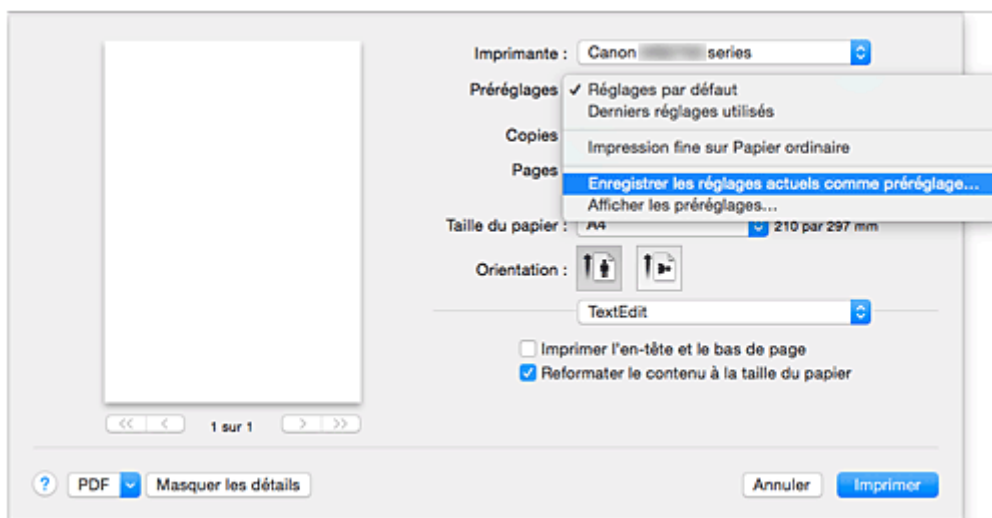 Imprimante : Canon series
Préréglages ✓ Réglages par défaut
Derniers réglages utilisés
Copies
Impression fine sur Papier ordinaire
Pages
Enregistrer les réglages actuels comme préréglage...
Afficher les préréglages...
Taille du papier : A4 210 par 297 mm
Orientation :
TextEdit
Imprimer l'en-tête et le bas de page
Reformater le contenu à la taille du papier
1 sur 1
? PDF Masquer les détails Annuler Imprimer